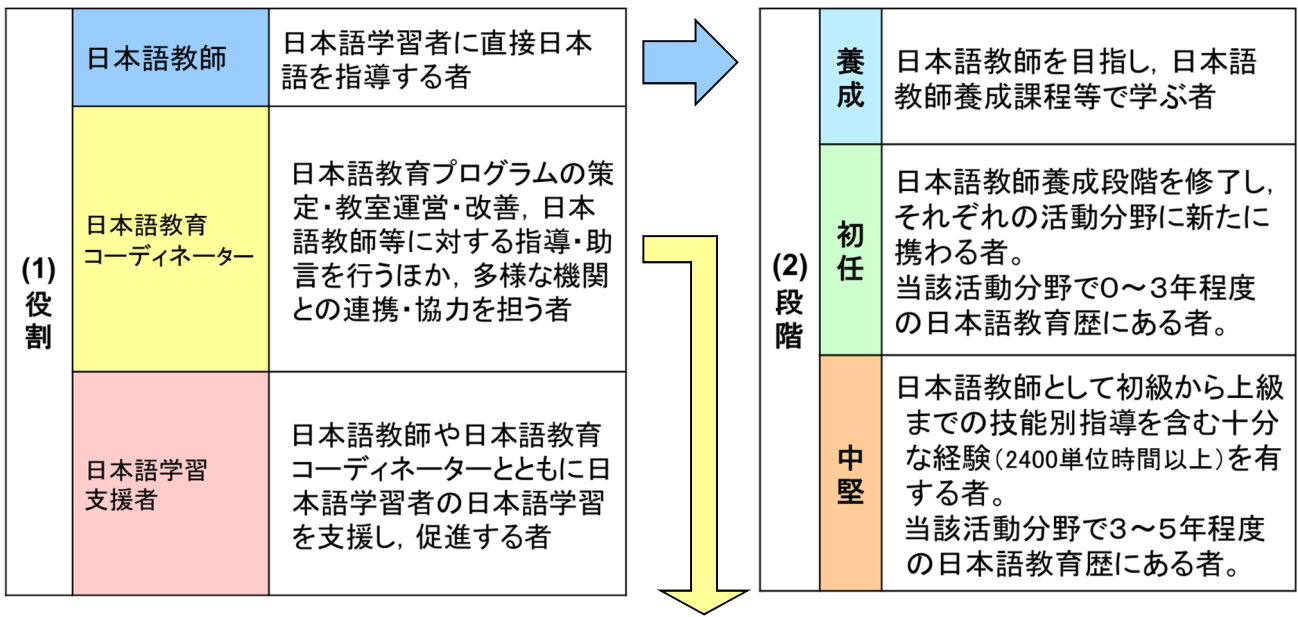 (1)
役
割
日本語教師
日本語学習者に直接日本
語を指導する者
日本語教育
コーディネーター
日本語教育プログラムの策
定・教室運営・改善，日本
語教師等に対する指導・助
言を行うほか，多様な機関
との連携・協力を担う者
日本語学習
支援者
日本語教師や日本語教育
コーディネーターとともに日
本語学習者の日本語学習
を支援し，促進する者
(2)
段
階
養
成
日本語教師を目指し，日本語
教師養成課程等で学ぶ者
初
任
日本語教師養成段階を修了し，
それぞれの活動分野に新たに
携わる者。
当該活動分野で０～３年程度
の日本語教育歴にある者。
中
堅
日本語教師として初級から上級
までの技能別指導を含む十分
な経験（2400単位時間以上）を有
する者。
当該活動分野で３～５年程度
の日本語教育歴にある者。